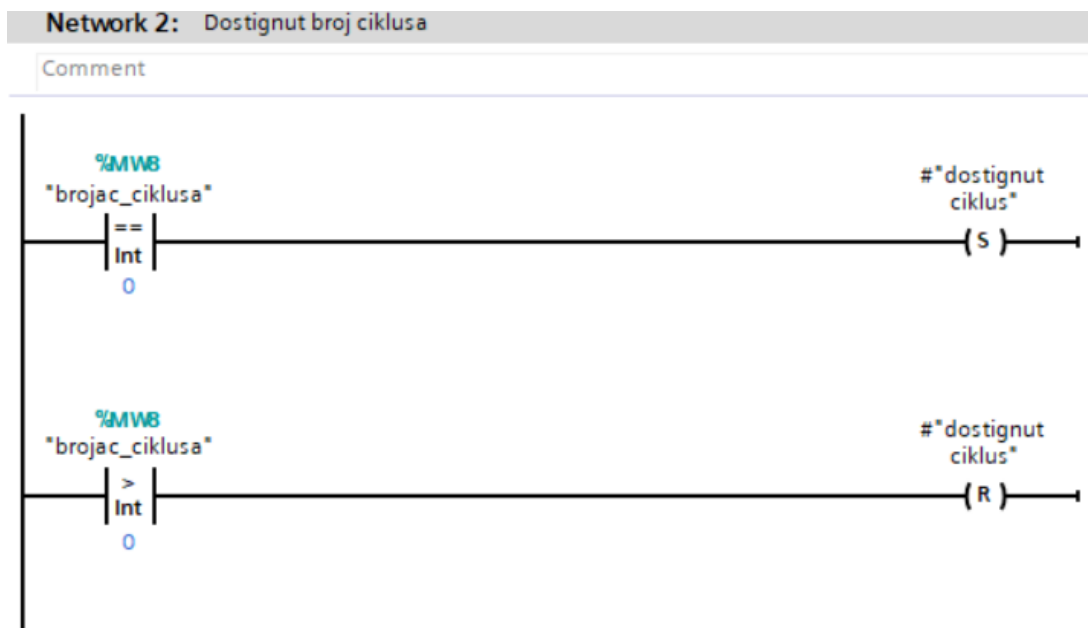 Network 2: Dostignut broj ciklusa
Comment
%MW8
"brojac_ciklusa"
==
Int
0
#"dostignut
ciklus"
S
%MW8
"brojac_ciklusa"
>
Int
0
#"dostignut
ciklus"
R